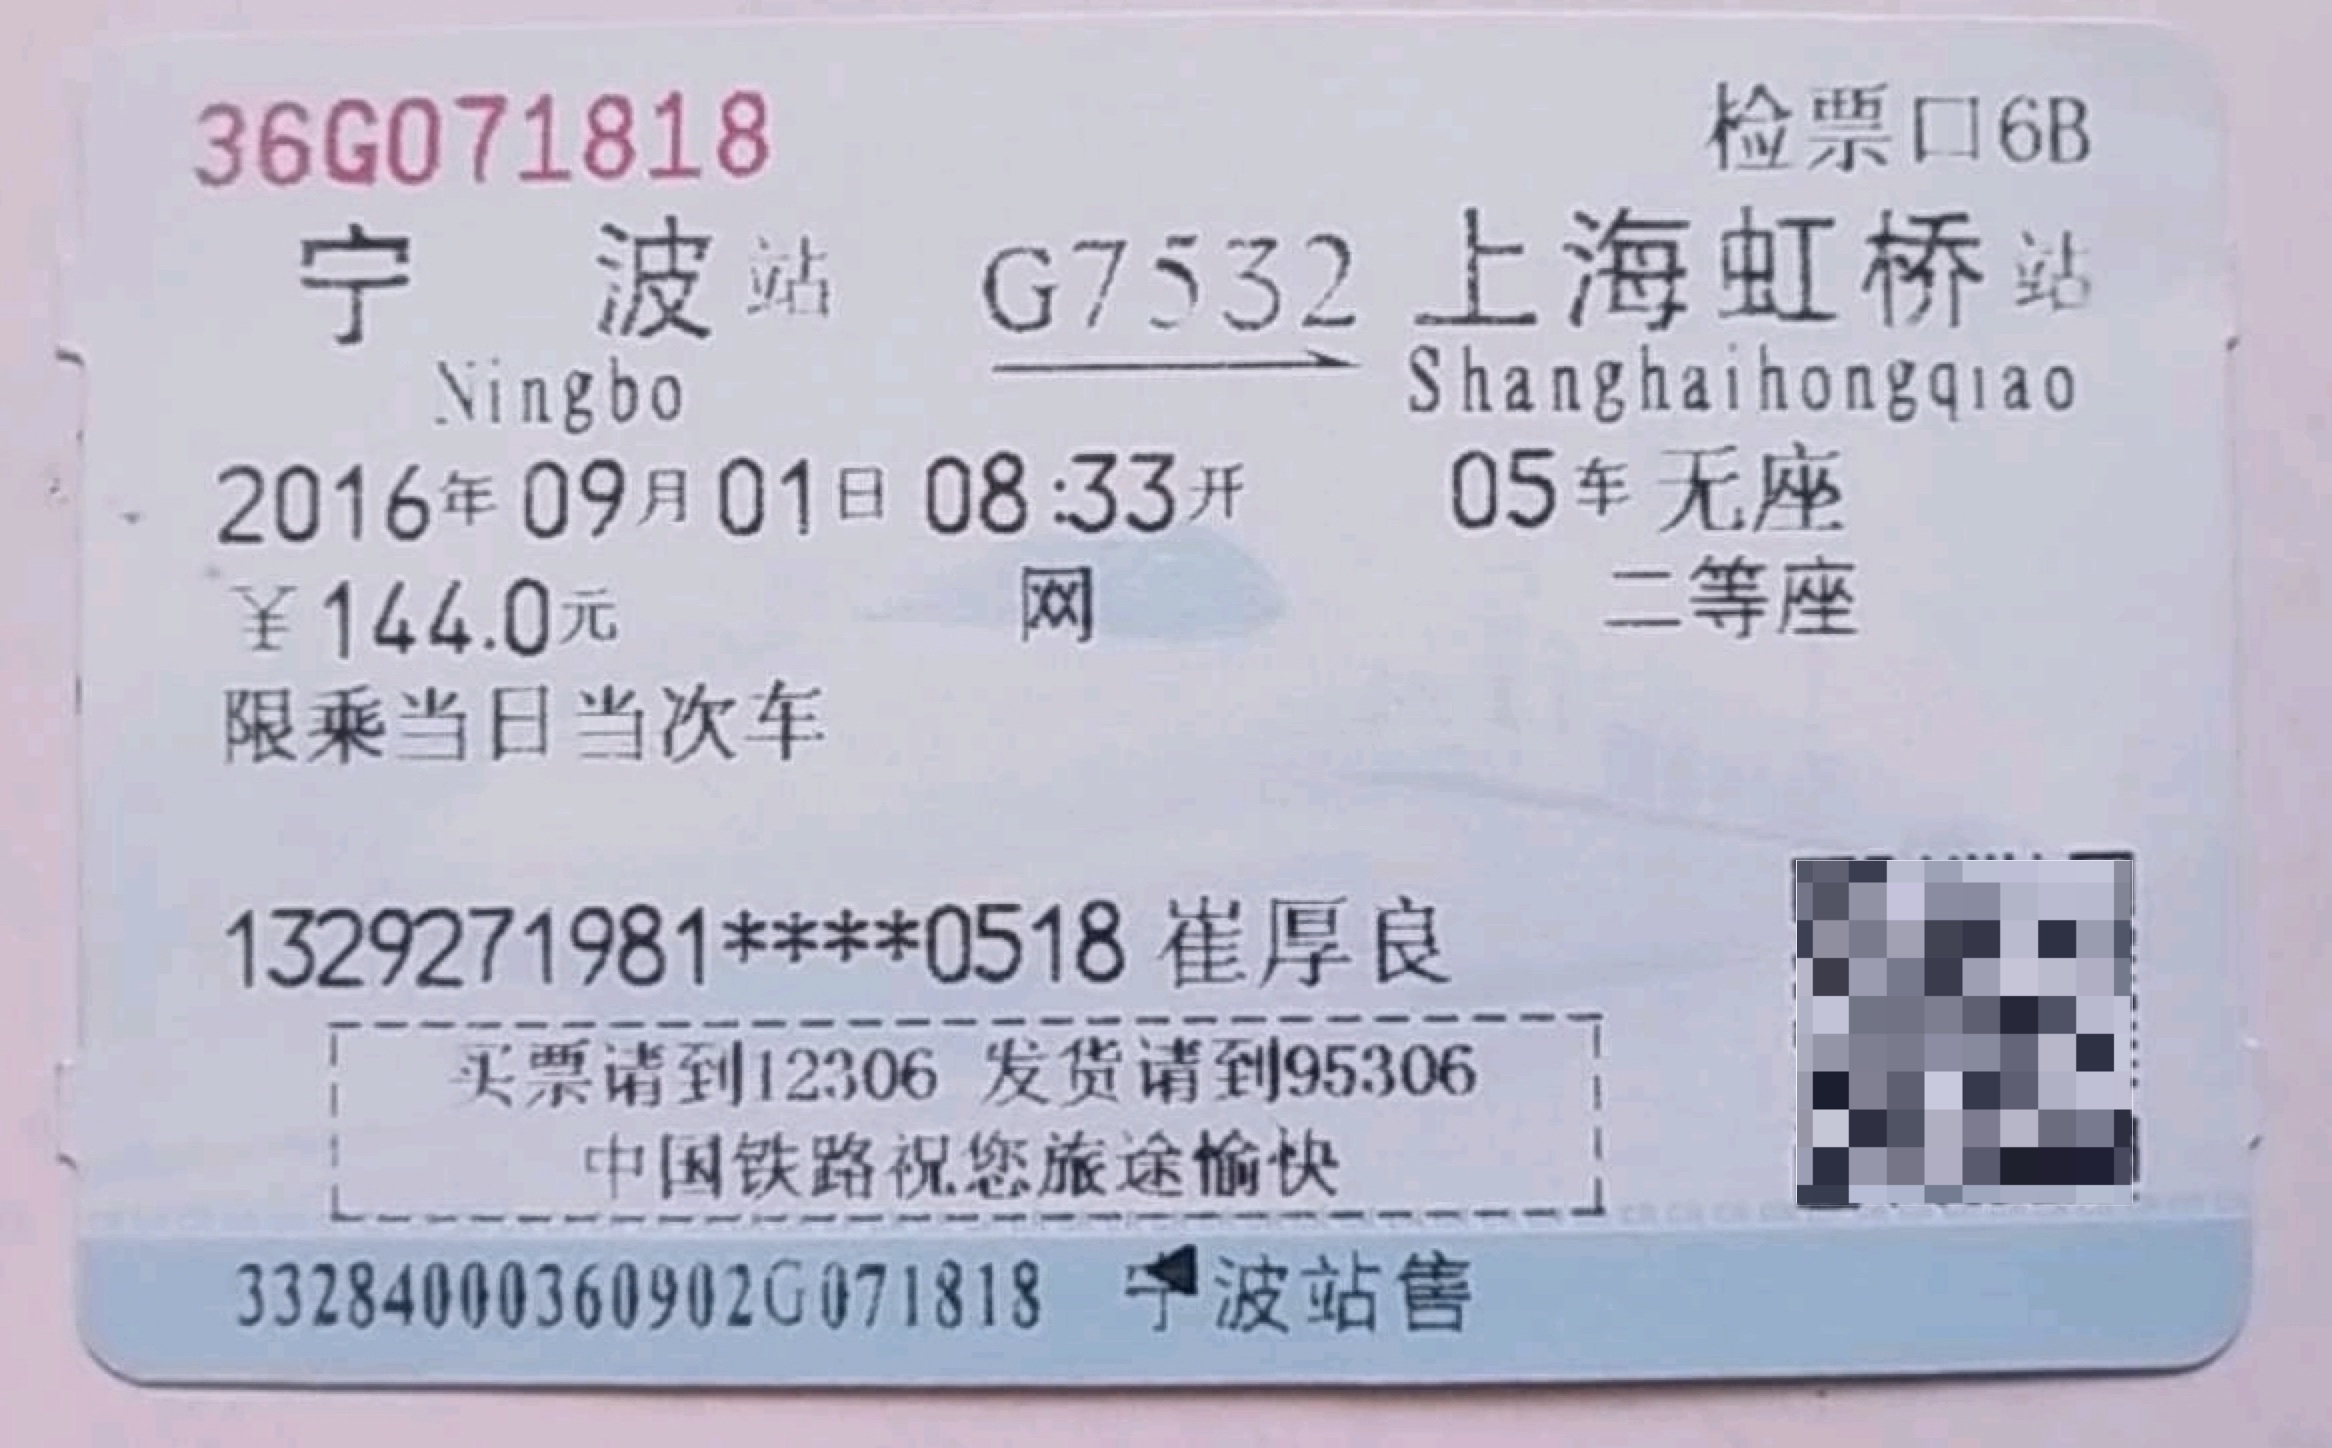 36G071818 检票口6B
宁波站 G7532 上海虹桥站
Ningbo Shanghaihongqiao
2016年09月01日 08:33开 05车 无座
¥144.0元 网 二等座
限乘当日当次车
1329271981****0518 崔厚良
买票请到12306 发货请到95306
中国铁路祝您旅途愉快
33284000360902G071818 宁波站售